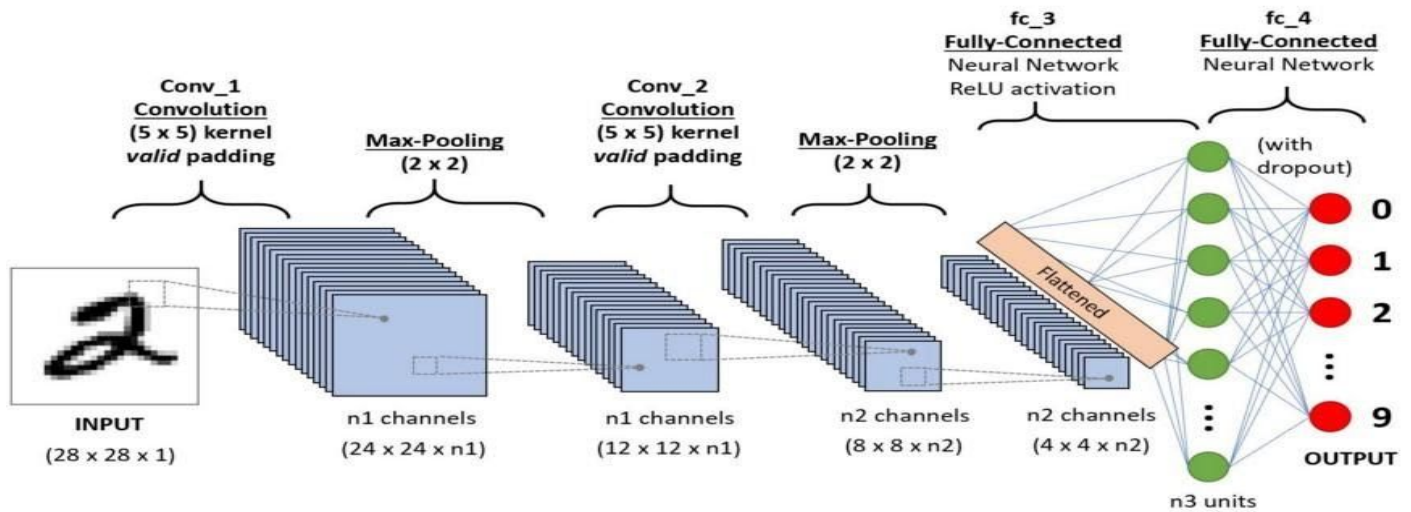 fc_3
Fully-Connected
Neural Network
ReLU activation
fc_4
Fully-Connected
Neural Network
Conv_1
Convolution
(5 x 5) kernel
valid padding
Max-Pooling
(2 x 2)
Conv_2
Convolution
(5 x 5) kernel
valid padding
Max-Pooling
(2 x 2)
(with
dropout)
0
1
2
9
Flattened
INPUT
(28 x 28 x 1)
n1 channels
(24 x 24 x n1)
n1 channels
(12 x 12 x n1)
n2 channels
(8 x 8 x n2)
n2 channels
(4 x 4 x n2)
OUTPUT
n3 units
2